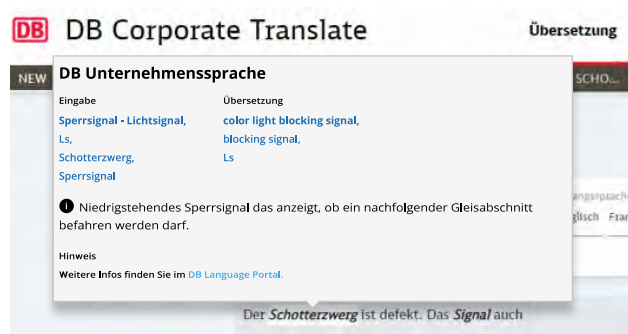 DB DB Corporate Translate Übersetzung
NEW SCHO...
DB Unternehmenssprache
Eingabe Übersetzung
Sperrsignal - Lichtsignal, color light blocking signal,
Ls, blocking signal,
Schotterzwerg, Ls
Sperrsignal
Niedrigstehendes Sperrsignal das anzeigt, ob ein nachfolgender Gleisabschnitt
befahren werden darf.
Hinweis
Weitere Infos finden Sie im DB Language Portal.
Der Schotterzwerg ist defekt. Das Signal auch